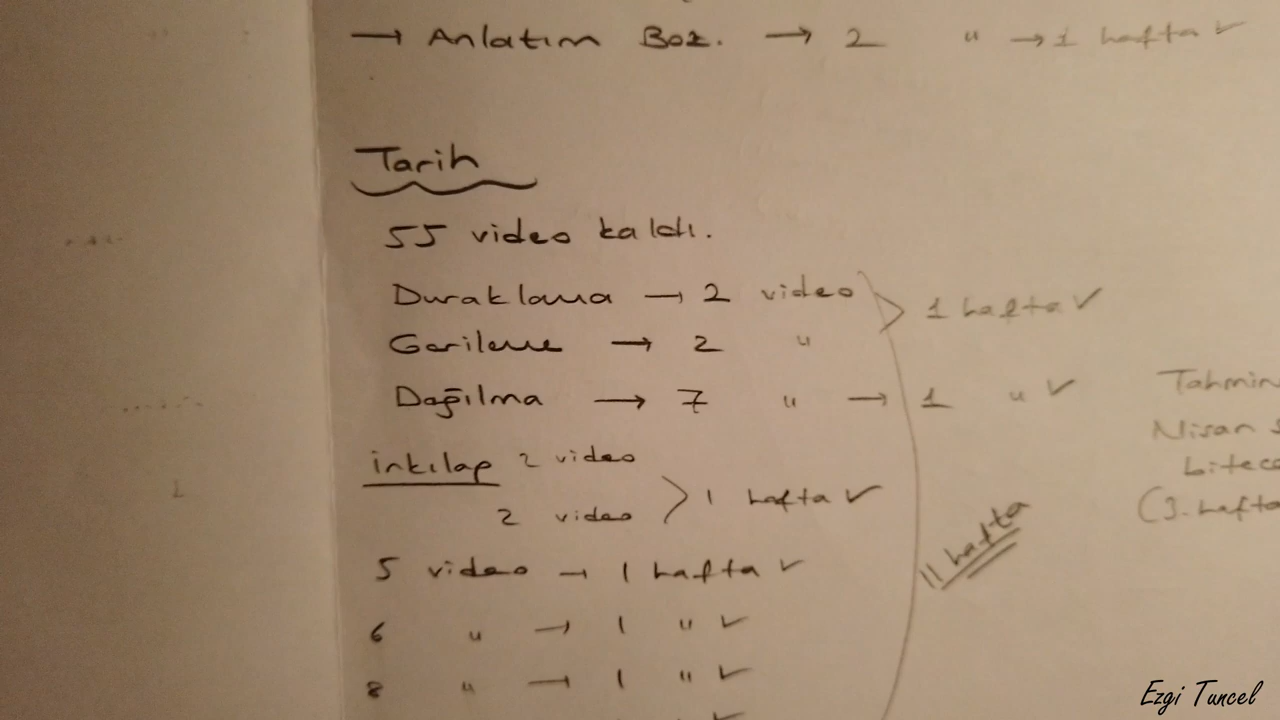 → Anlatım Boz. → 2 " → 1 hafta ✓
Tarih
55 video kaldı.
Duraklama → 2 video
1 hafta ✓
Gerileme → 2 "
Dağılma → 7 " → 1 " ✓
Tahmin
Nisan
bitece
(3. hafta
inkılap 2 video
2 video
1 hafta ✓
11 hafta
5 video → 1 hafta ✓
6 " → 1 " ✓
8 " → 1 " ✓
Ezgi Tuncel